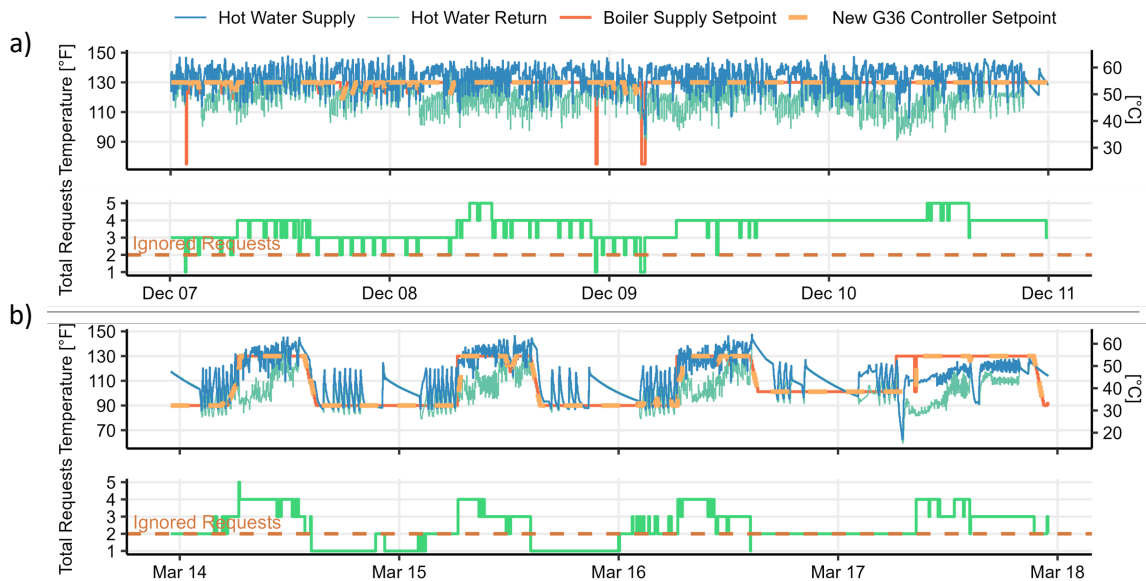 Hot Water Supply Hot Water Return Boiler Supply Setpoint New G36 Controller Setpoint
a)
Temperature [°F]
150
130
110
90
60
50
40
30
[°C]
Total Requests
5
4
3
2
1
Ignored Requests
Dec 07 Dec 08 Dec 09 Dec 10 Dec 11
b)
Temperature [°F]
150
130
110
90
70
60
50
40
30
20
[°C]
Total Requests
5
4
3
2
1
Ignored Requests
Mar 14 Mar 15 Mar 16 Mar 17 Mar 18